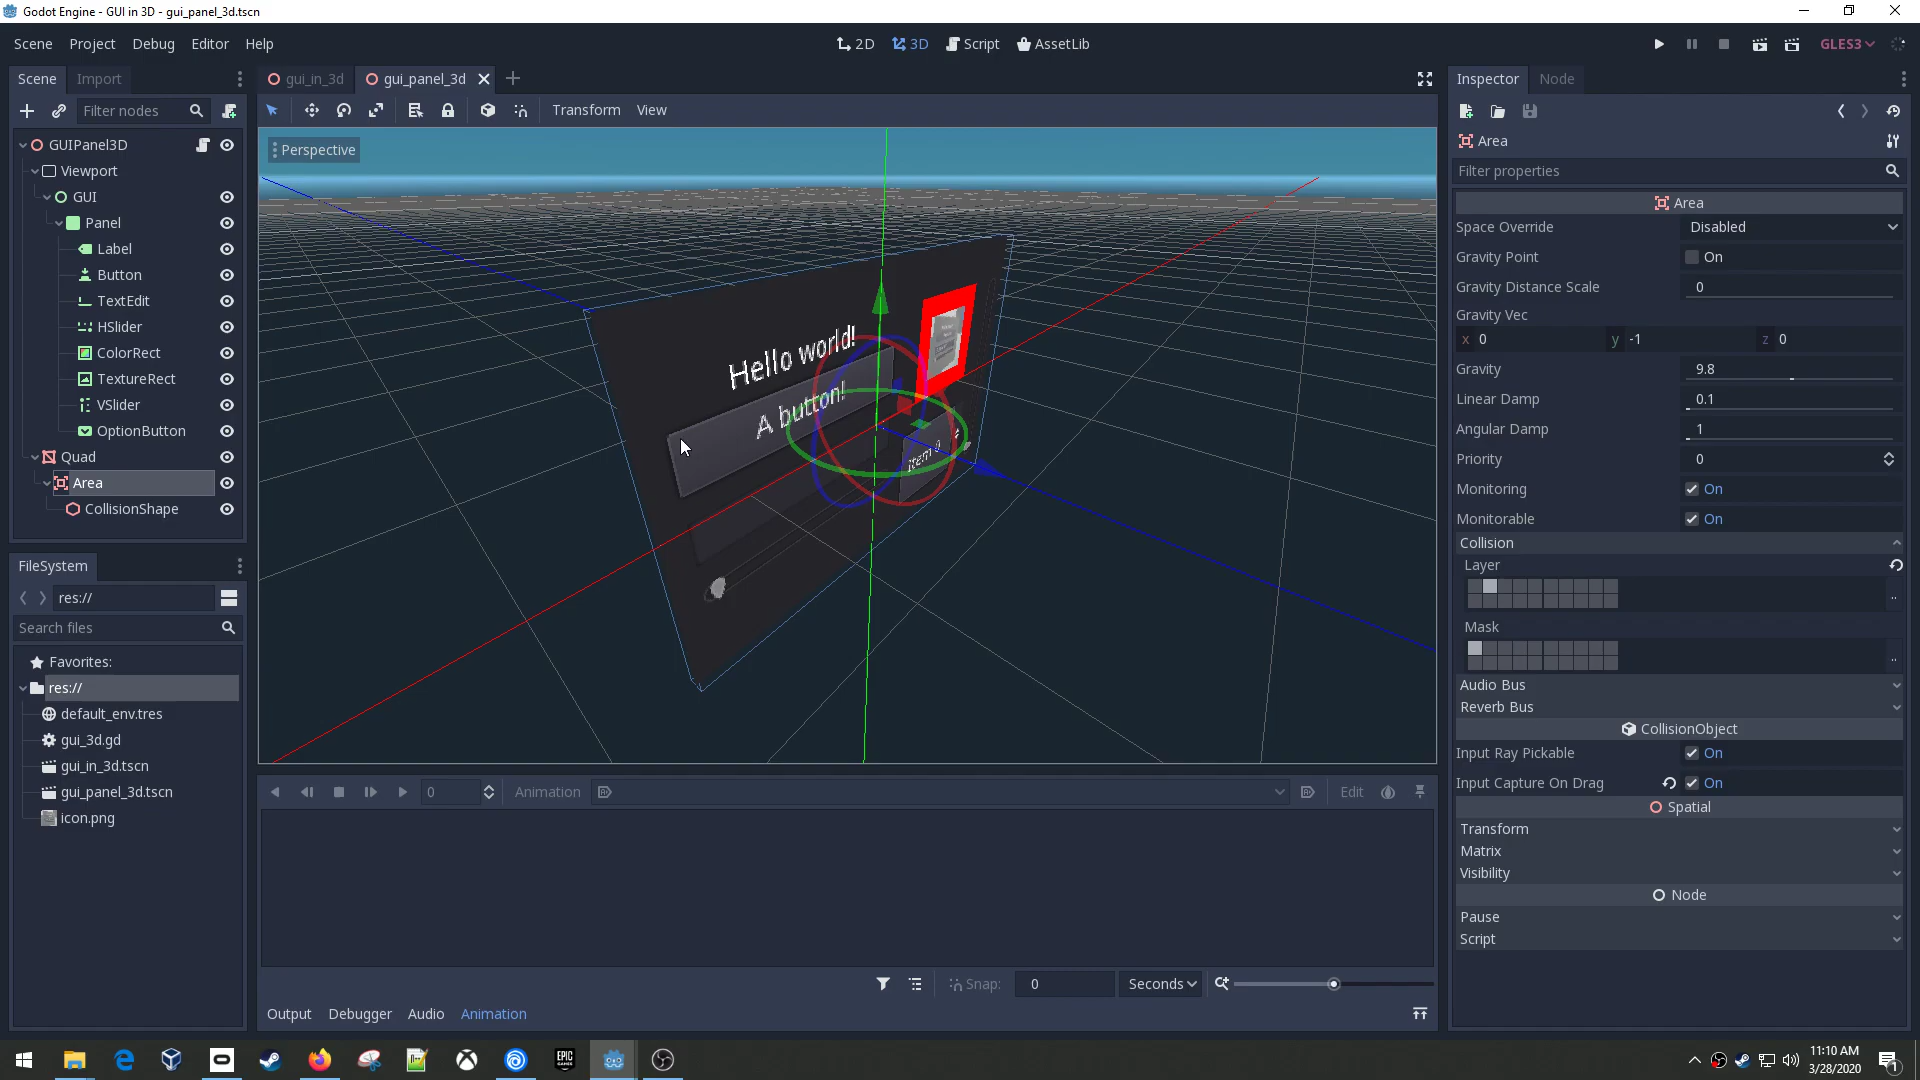 Godot Engine - GUI in 3D - gui_panel_3d.tscn
Scene Project Debug Editor Help
2D 3D Script AssetLib
GLES3
Scene Import
gui_in_3d gui_panel_3d
Inspector Node
Filter nodes
Transform View
Area
Filter properties
GUIPanel3D
Viewport
GUI
Panel
Label
Button
TextEdit
HSlider
ColorRect
TextureRect
VSlider
OptionButton
Quad
Area
CollisionShape
FileSystem
res://
Search files
Favorites:
res://
default_env.tres
gui_3d.gd
gui_in_3d.tscn
gui_panel_3d.tscn
icon.png
Perspective
Hello world!
A button!
Item 0
0 Animation Edit
Snap: 0 Seconds
Output Debugger Audio Animation
Area
Space Override Disabled
Gravity Point On
Gravity Distance Scale 0
Gravity Vec
x 0 y -1 z 0
Gravity 9.8
Linear Damp 0.1
Angular Damp 1
Priority 0
Monitoring On
Monitorable On
Collision
Layer
..
Mask
..
Audio Bus
Reverb Bus
CollisionObject
Input Ray Pickable On
Input Capture On Drag On
Spatial
Transform
Matrix
Visibility
Node
Pause
Script
EPIC GAMES
11:10 AM
3/28/2020
1